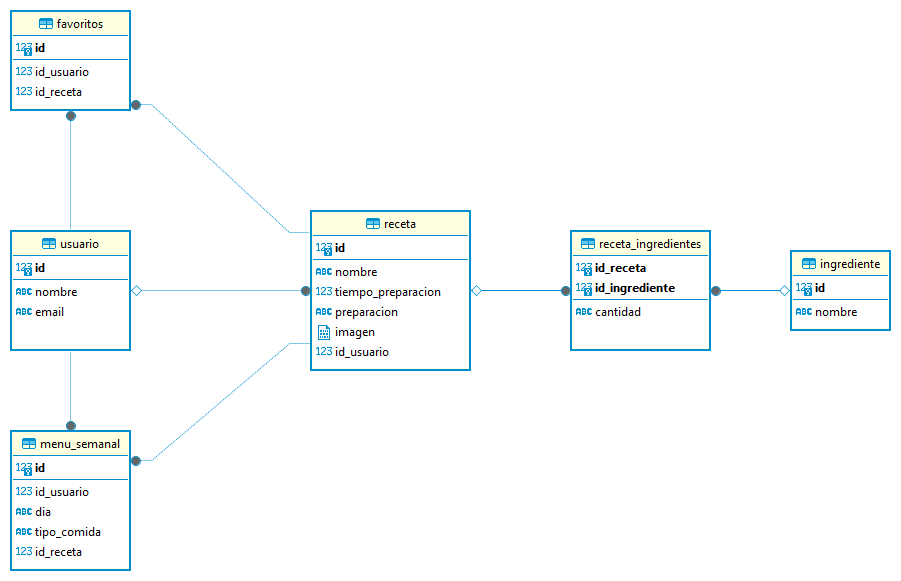 favoritos
123 id
123 id_usuario
123 id_receta
usuario
123 id
ABC nombre
ABC email
menu_semanal
123 id
123 id_usuario
ABC dia
ABC tipo_comida
123 id_receta
receta
123 id
ABC nombre
123 tiempo_preparacion
ABC preparacion
imagen
123 id_usuario
receta_ingredientes
123 id_receta
123 id_ingrediente
ABC cantidad
ingrediente
123 id
ABC nombre